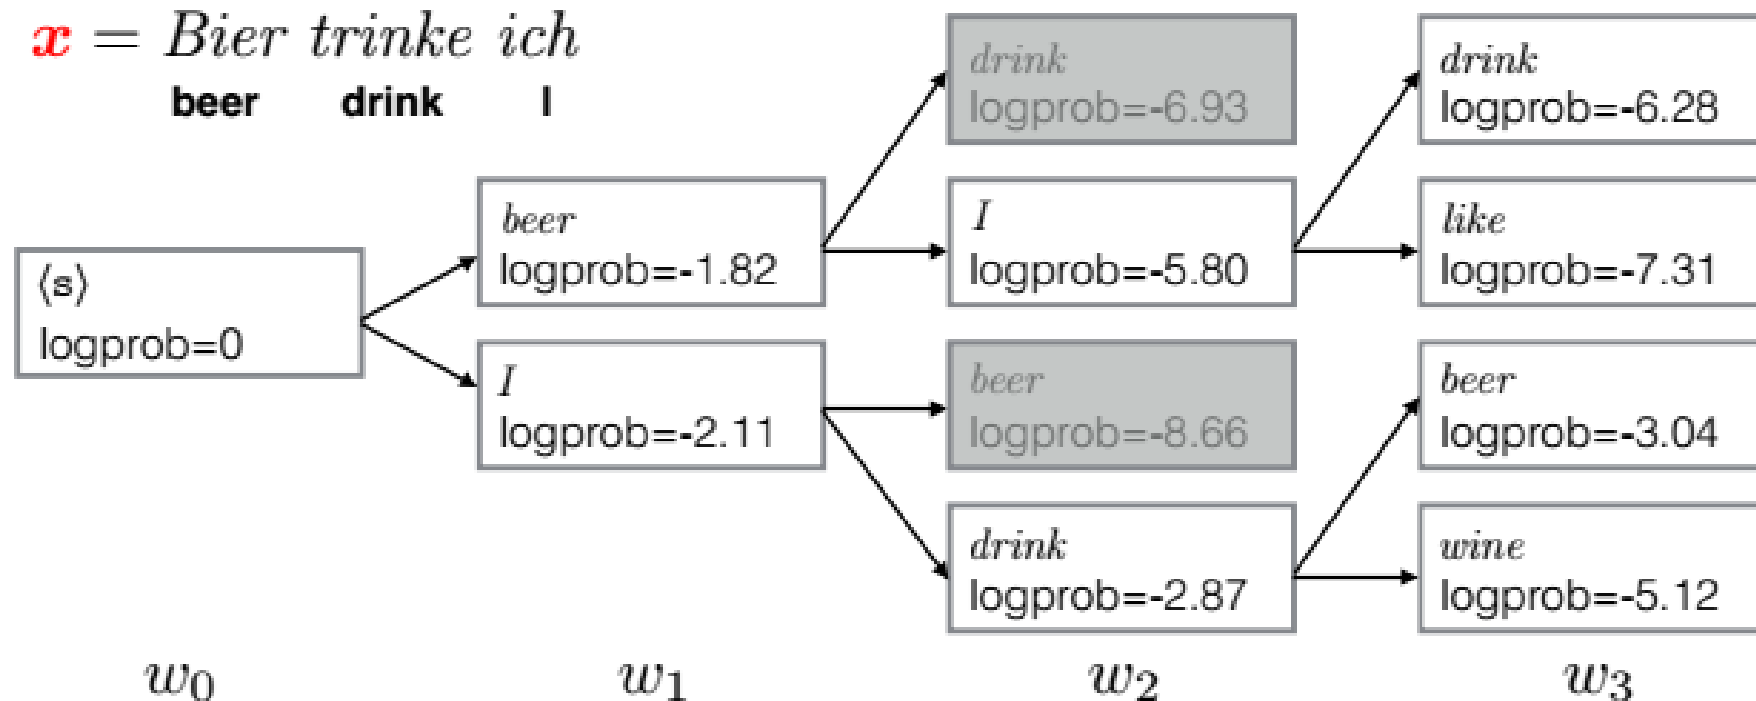 x = Bier trinke ich
beer drink I
⟨s⟩
logprob=0
beer
logprob=-1.82
I
logprob=-2.11
drink
logprob=-6.93
I
logprob=-5.80
beer
logprob=-8.66
drink
logprob=-2.87
drink
logprob=-6.28
like
logprob=-7.31
beer
logprob=-3.04
wine
logprob=-5.12
w₀ w₁ w₂ w₃